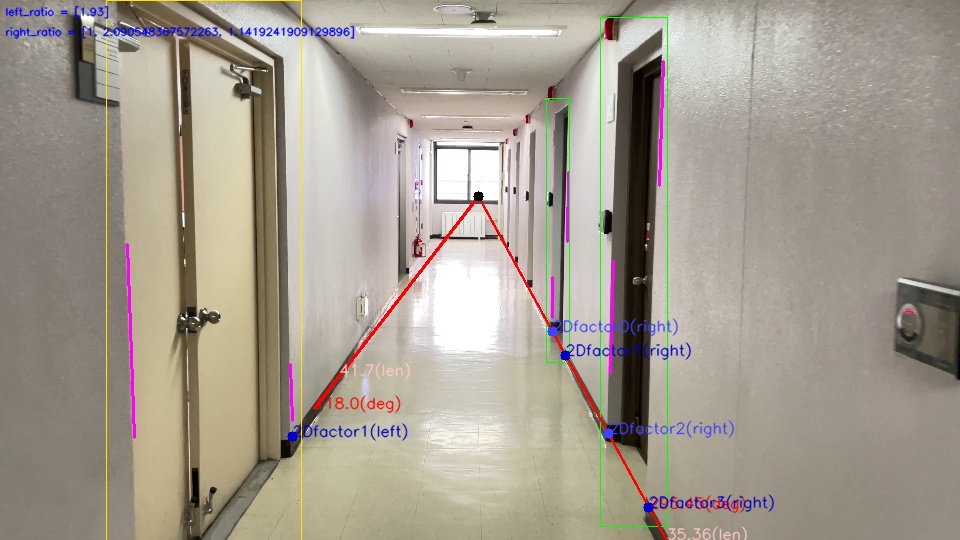 left_ratio = [1.93]
right_ratio = [1, 2.090548367572263, 1.1419241909129896]
2Dfactor0(right)
2Dfactor1(right)
41.7(len)
18.0(deg)
2Dfactor1(left)
2Dfactor2(right)
2Dfactor3(right)
35.36(len)